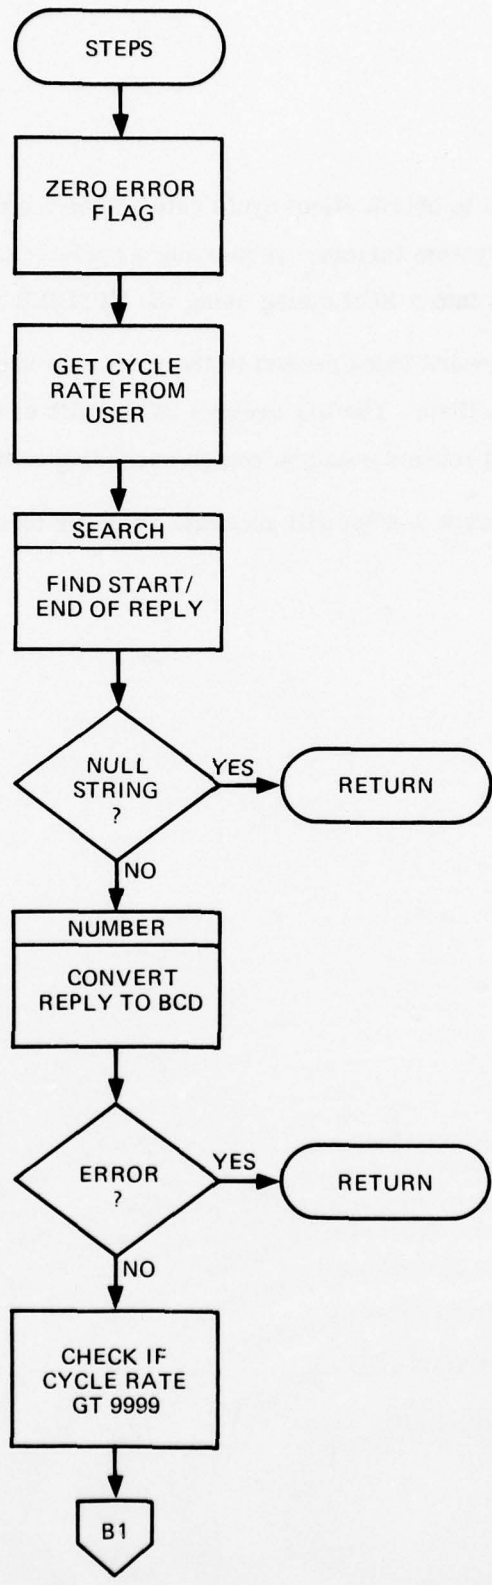 STEPS
ZERO ERROR
FLAG
GET CYCLE
RATE FROM
USER
SEARCH
FIND START/
END OF REPLY
NULL
STRING
?
YES
RETURN
NO
NUMBER
CONVERT
REPLY TO BCD
ERROR
?
YES
RETURN
NO
CHECK IF
CYCLE RATE
GT 9999
B1